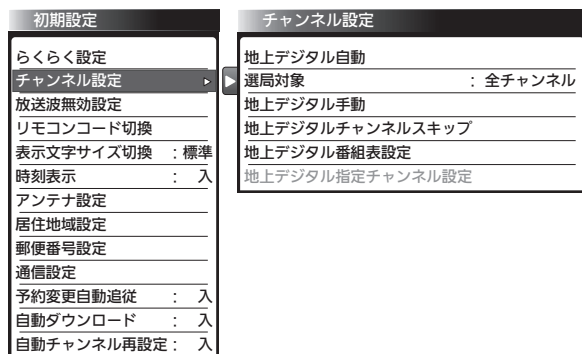 初期設定
らくらく設定
チャンネル設定
放送波無効設定
リモコンコード切換
表示文字サイズ切換 : 標準
時刻表示 : 入
アンテナ設定
居住地域設定
郵便番号設定
通信設定
予約変更自動追従 : 入
自動ダウンロード : 入
自動チャンネル再設定 : 入
チャンネル設定
地上デジタル自動
選局対象 : 全チャンネル
地上デジタル手動
地上デジタルチャンネルスキップ
地上デジタル番組表設定
地上デジタル指定チャンネル設定